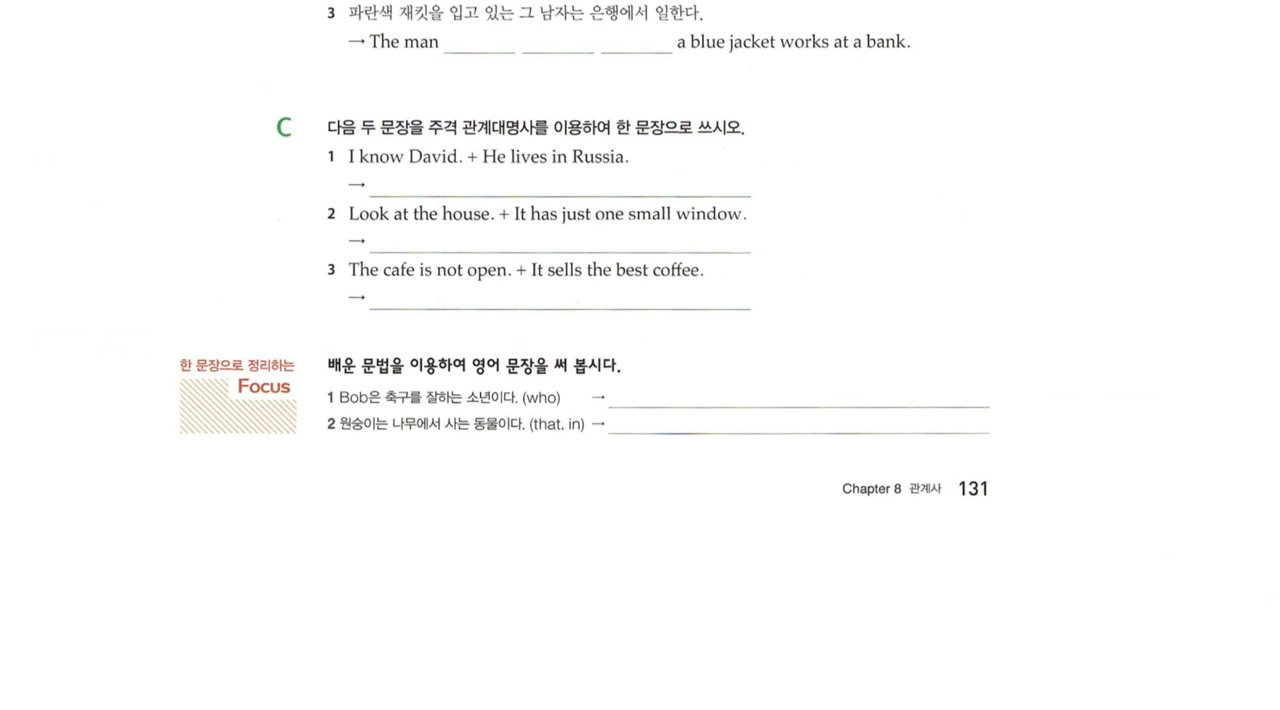 3 파란색 재킷을 입고 있는 그 남자는 은행에서 일한다.
→ The man ______ ______ ______ a blue jacket works at a bank.
C 다음 두 문장을 주격 관계대명사를 이용하여 한 문장으로 쓰시오.
1 I know David. + He lives in Russia.
→
2 Look at the house. + It has just one small window.
→
3 The cafe is not open. + It sells the best coffee.
→
한 문장으로 정리하는
Focus
배운 문법을 이용하여 영어 문장을 써 봅시다.
1 Bob은 축구를 잘하는 소년이다. (who) →
2 원숭이는 나무에서 사는 동물이다. (that, in) →
Chapter 8 관계사 131